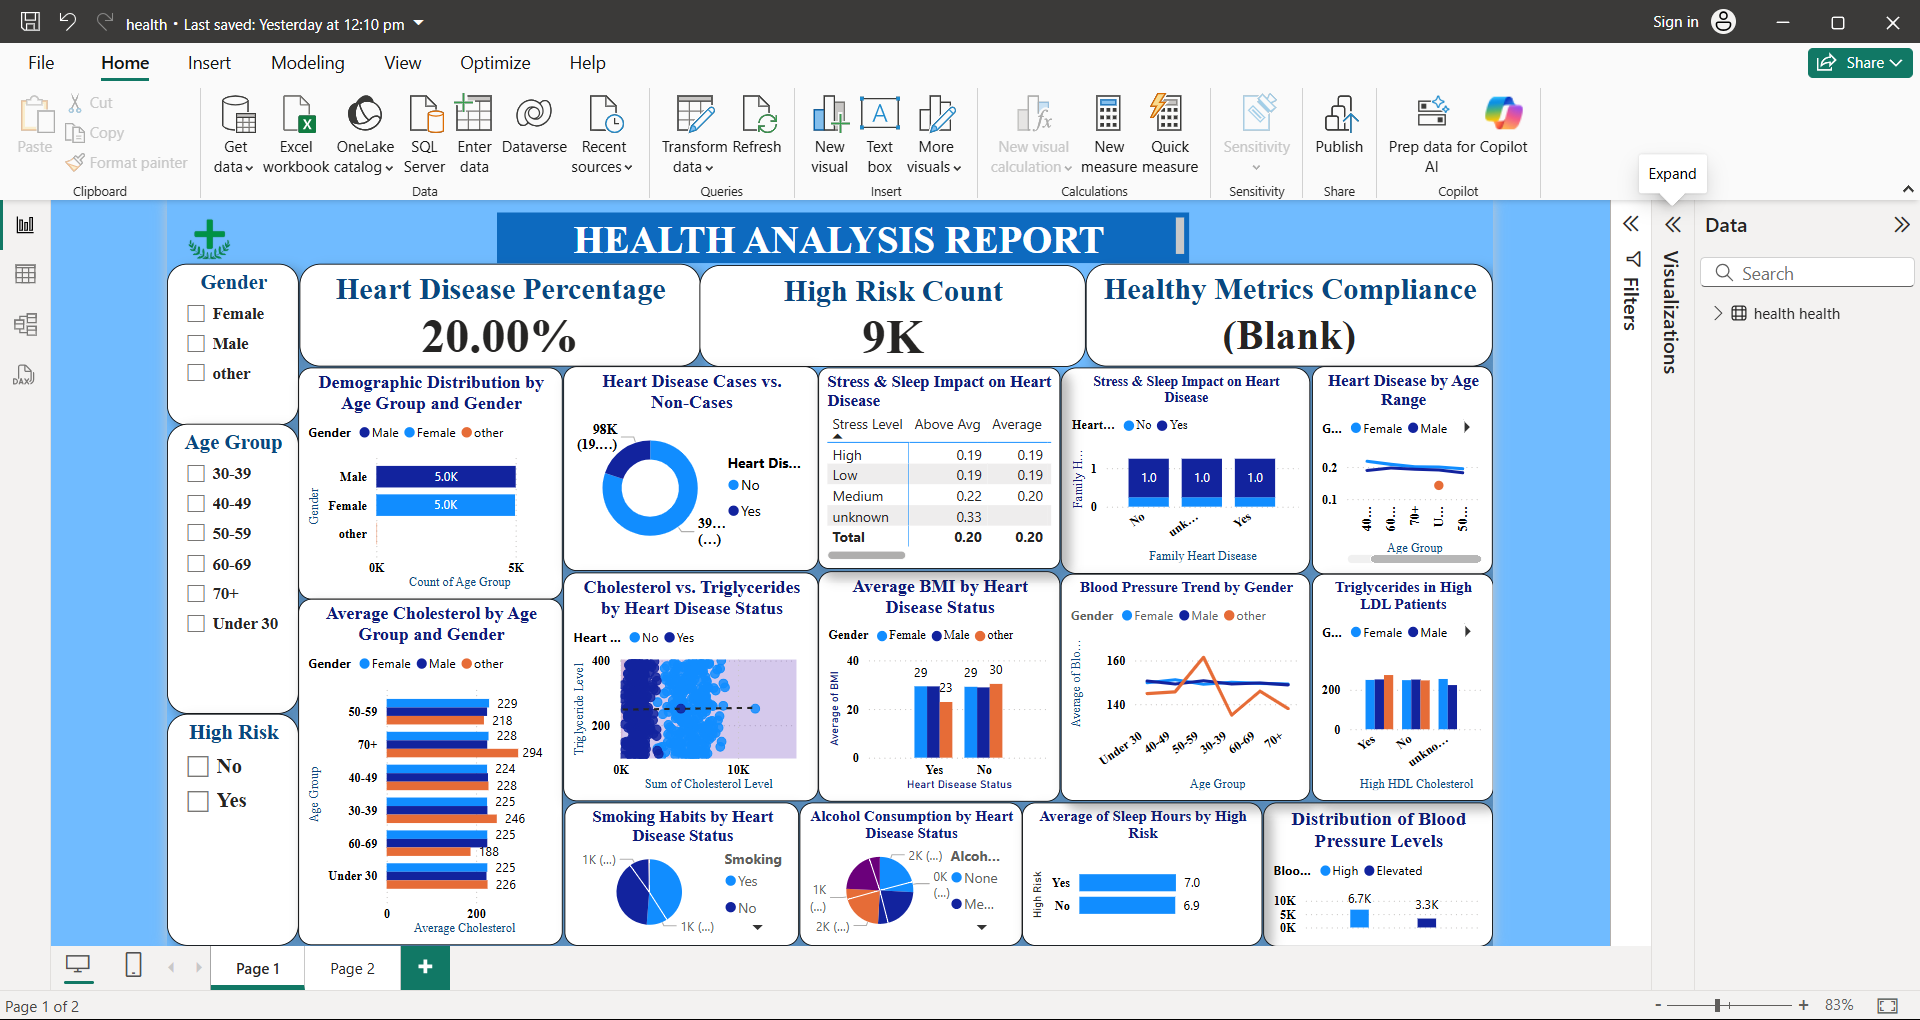 health • Last saved: Yesterday at 12:10 pm
Sign in
File
Home
Insert
Modeling
View
Optimize
Help
Share
Paste
Cut
Copy
Format painter
Clipboard
Get data
Excel workbook
OneLake catalog
SQL Server
Enter data
Dataverse
Recent sources
Data
Transform data
Refresh
Queries
New visual
Text box
More visuals
Insert
New visual calculation
New measure
Quick measure
Calculations
Sensitivity
Sensitivity
Publish
Share
Prep data for AI
Copilot
Copilot
Expand
HEALTH ANALYSIS REPORT
Gender
Female
Male
other
Age Group
30-39
40-49
50-59
60-69
70+
Under 30
High Risk
No
Yes
Heart Disease Percentage
20.00%
High Risk Count
9K
Healthy Metrics Compliance
(Blank)
Demographic Distribution by
Age Group and Gender
Gender Male Female other
Gender
Male 5.0K
Female 5.0K
other
0K 5K
Count of Age Group
Heart Disease Cases vs.
Non-Cases
98K
(19....)
39...
(...)
Heart Dis...
No
Yes
Stress & Sleep Impact on Heart
Disease
Stress Level Above Avg Average
High 0.19 0.19
Low 0.19 0.19
Medium 0.22 0.20
unknown 0.33
Total 0.20 0.20
Stress & Sleep Impact on Heart
Disease
Heart... No Yes
Family H...
1
0
1.0 1.0 1.0
No unk... Yes
Family Heart Disease
Heart Disease by Age
Range
G... Female Male
0.2
0.1
40... 60... 70+ U... 50...
Age Group
Average Cholesterol by Age
Group and Gender
Gender Female Male other
Age Group
50-59 229
218
70+ 228
294
40-49 224
228
30-39 225
246
60-69 225
188
Under 30 225
226
0 200
Average Cholesterol
Cholesterol vs. Triglycerides
by Heart Disease Status
Heart ... No Yes
Triglyceride Level
400
200
0K 10K
Sum of Cholesterol Level
Average BMI by Heart
Disease Status
Gender Female Male other
Average of BMI
40
20
0
29 23 29 30
Yes No
Heart Disease Status
Blood Pressure Trend by Gender
Gender Female Male other
Average of Blo...
160
140
Under 30 40-49 50-59 30-39 60-69 70+
Age Group
Triglycerides in High
LDL Patients
G... Female Male
200
0
Yes No unkno...
High HDL Cholesterol
Smoking Habits by Heart
Disease Status
1K (...)
1K (...)
Smoking
Yes
No
Alcohol Consumption by Heart
Disease Status
2K (...)
0K
(...)
1K
(...)
2K (...)
Alcoh...
None
Me...
Average of Sleep Hours by High
Risk
High Risk
Yes 7.0
No 6.9
Distribution of Blood
Pressure Levels
Bloo... High Elevated
10K
5K
0K
6.7K 3.3K
Filters
Visualizations
Data
Search
health health
DAX
Page 1
Page 2
+
Page 1 of 2
- + 83%